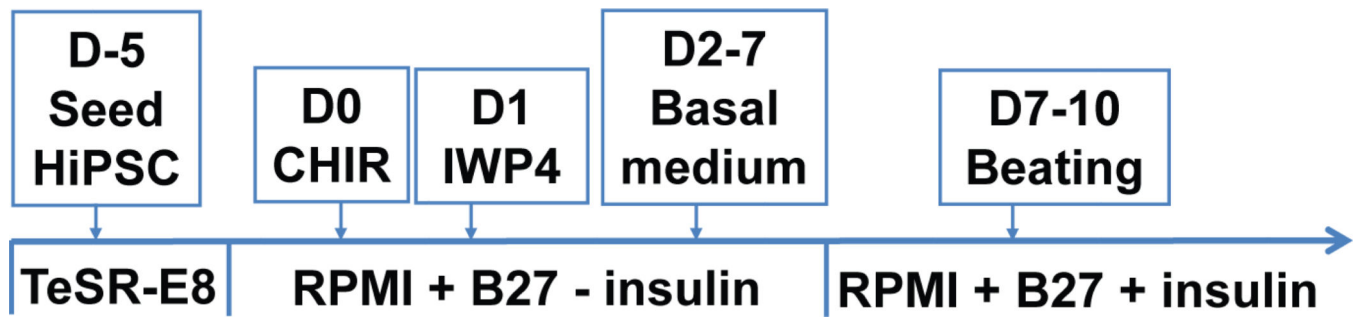 D-5
Seed
HiPSC
D0
CHIR
D1
IWP4
D2-7
Basal
medium
D7-10
Beating
TeSR-E8
RPMI + B27 - insulin
RPMI + B27 + insulin